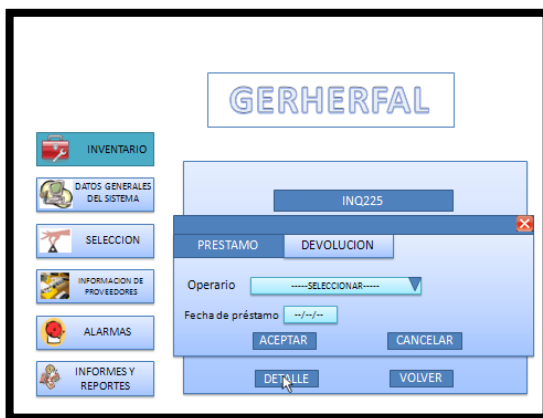 GERHERFAL
INVENTARIO
DATOS GENERALES
DEL SISTEMA
SELECCION
INFORMACION DE
PROVEEDORES
ALARMAS
INFORMES Y
REPORTES
INQ225
PRESTAMO DEVOLUCION
Operario -----SELECCIONAR-----
Fecha de préstamo --/--/--
ACEPTAR CANCELAR
DETALLE VOLVER